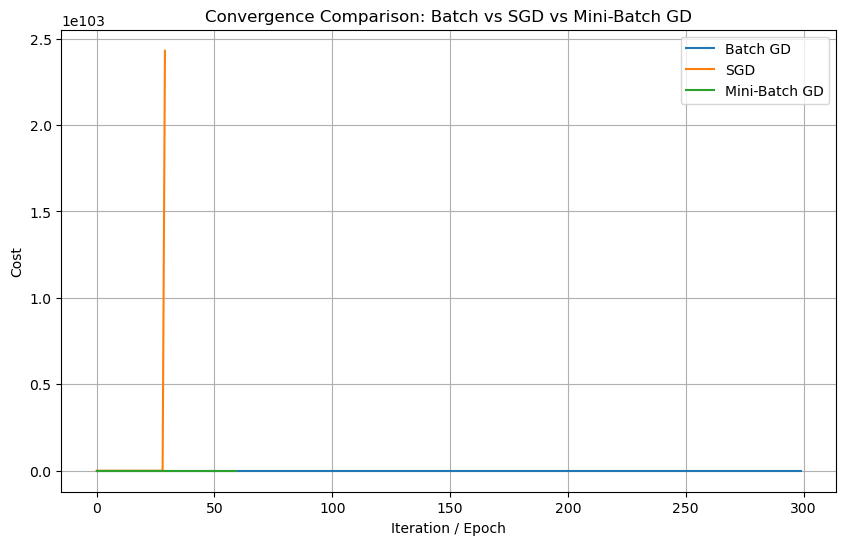 Convergence Comparison: Batch vs SGD vs Mini-Batch GD
1e103
2.5
2.0
1.5
1.0
0.5
0.0
Cost
Batch GD
SGD
Mini-Batch GD
0 50 100 150 200 250 300
Iteration / Epoch